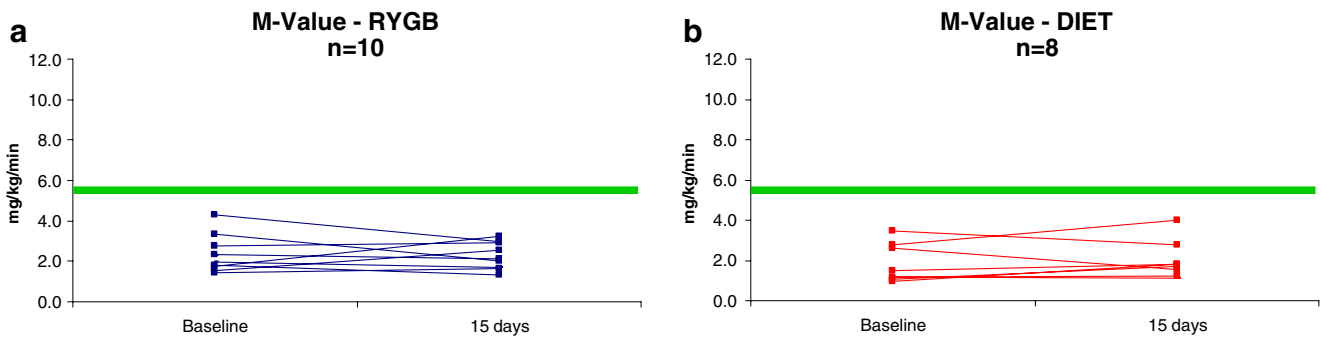 a
M-Value - RYGB
n=10
12.0
10.0
8.0
6.0
4.0
2.0
0.0
mg/kg/min
Baseline
15 days
b
M-Value - DIET
n=8
12.0
10.0
8.0
6.0
4.0
2.0
0.0
mg/kg/min
Baseline
15 days